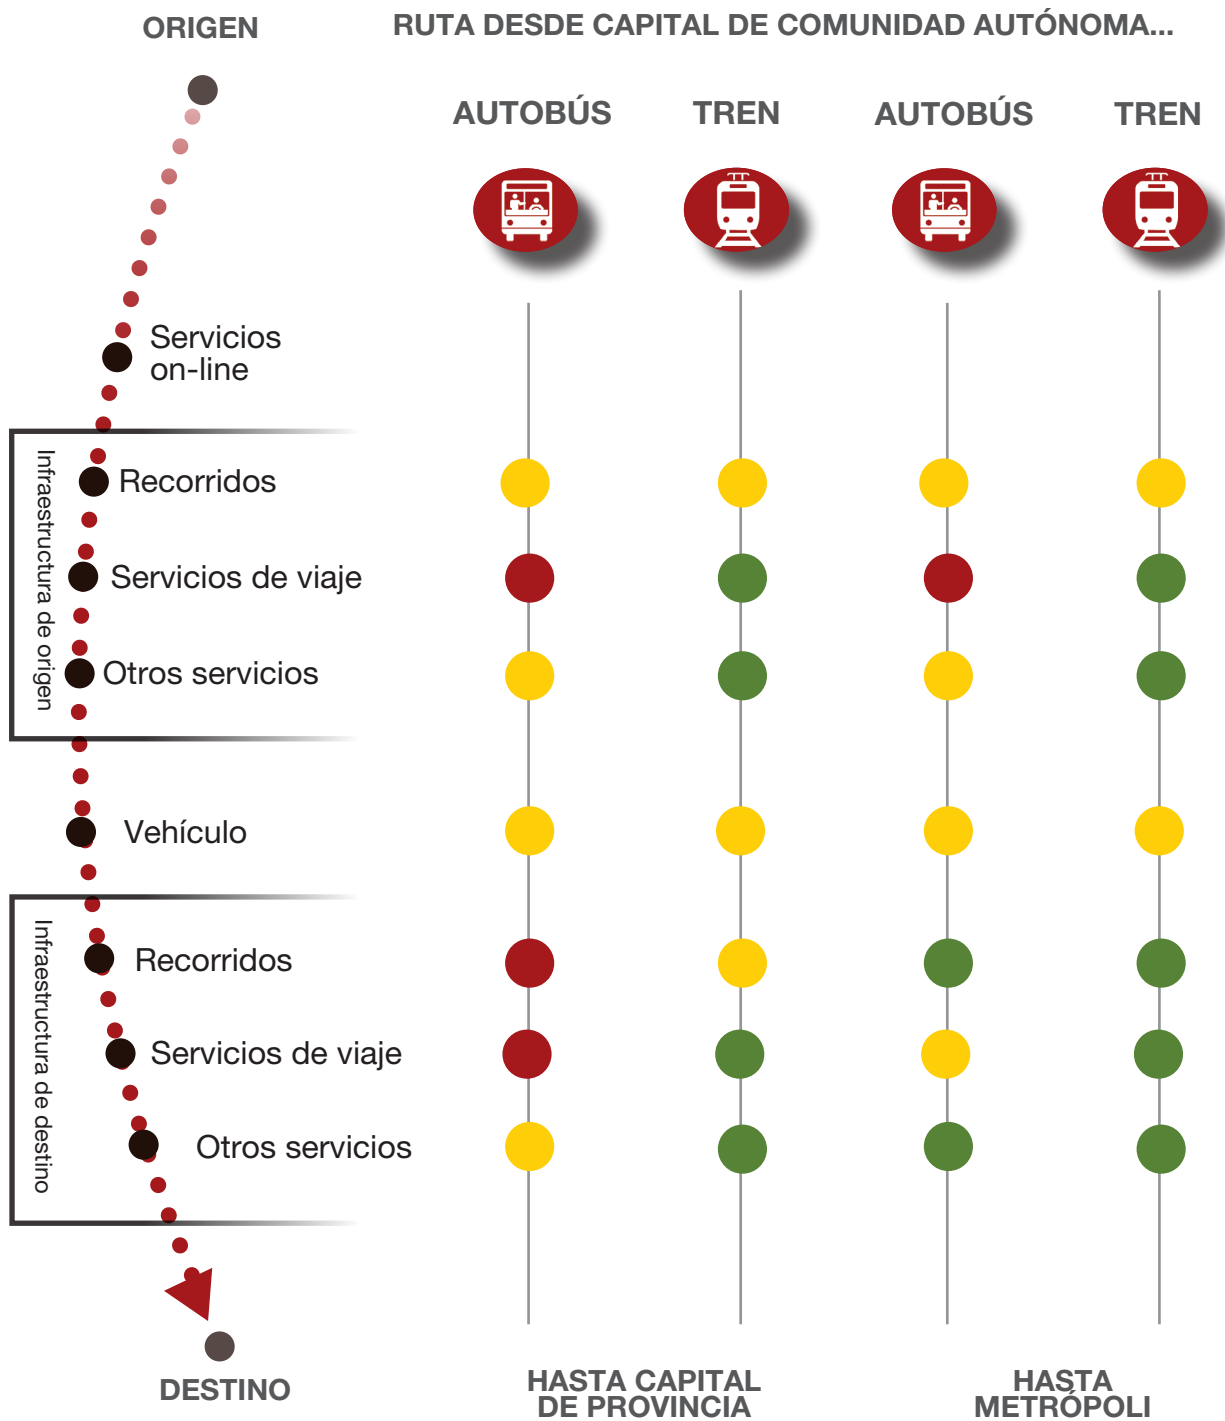 ORIGEN
RUTA DESDE CAPITAL DE COMUNIDAD AUTÓNOMA...
AUTOBÚS
TREN
AUTOBÚS
TREN
Servicios
on-line
Infraestructura de origen
Recorridos
Servicios de viaje
Otros servicios
Vehículo
Infraestructura de destino
Recorridos
Servicios de viaje
Otros servicios
DESTINO
HASTA CAPITAL
DE PROVINCIA
HASTA
METRÓPOLI